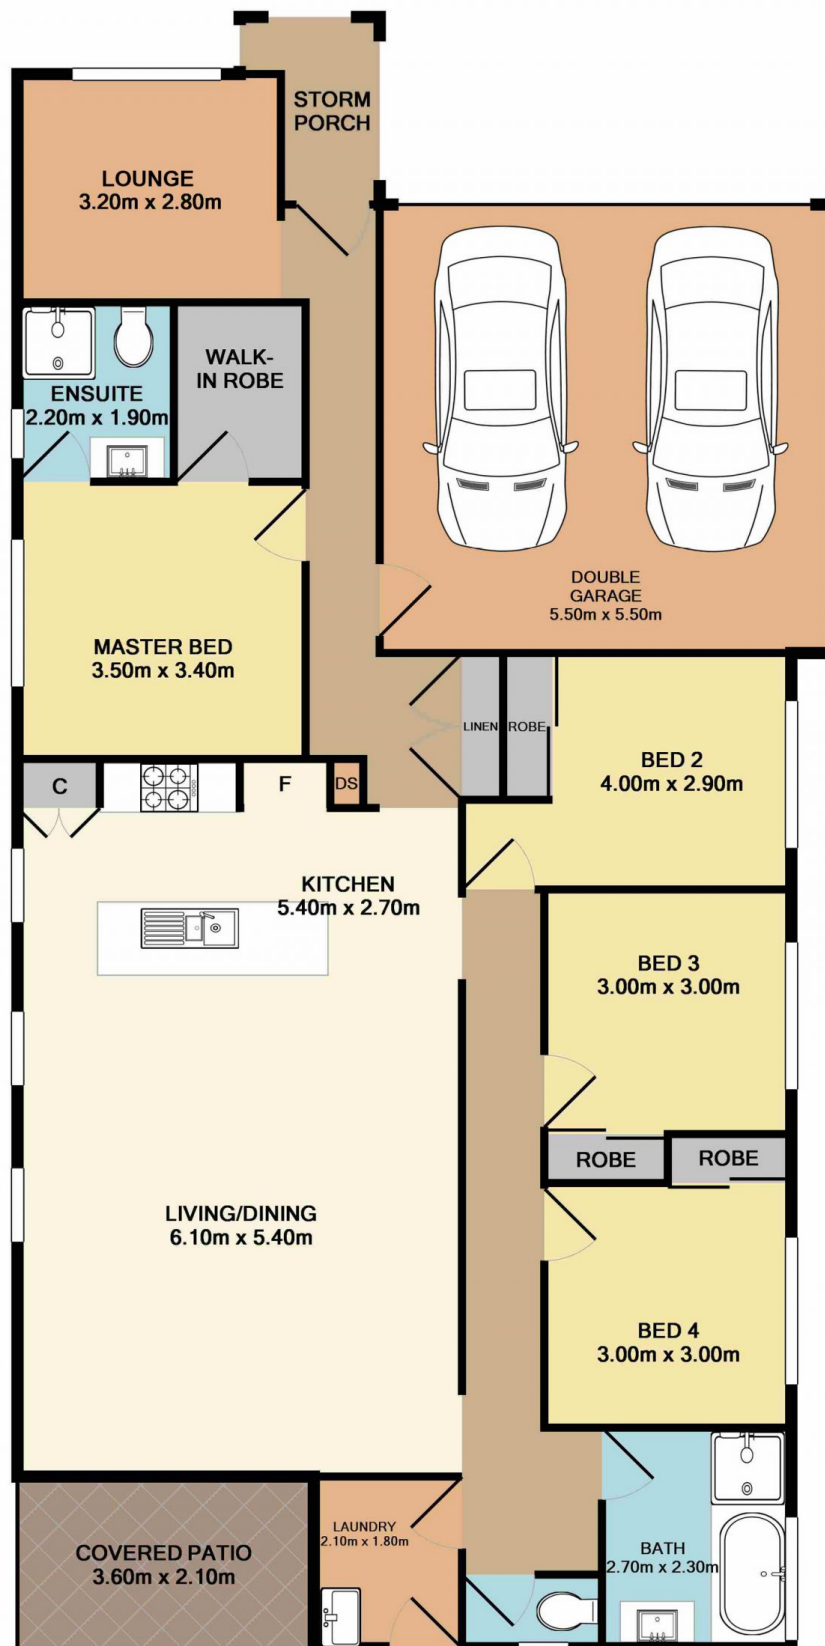 STORM
PORCH
LOUNGE
3.20m x 2.80m
WALK-
IN ROBE
ENSUITE
2.20m x 1.90m
DOUBLE
GARAGE
5.50m x 5.50m
MASTER BED
3.50m x 3.40m
LINEN
ROBE
BED 2
4.00m x 2.90m
C
F
DS
KITCHEN
5.40m x 2.70m
BED 3
3.00m x 3.00m
ROBE
ROBE
LIVING/DINING
6.10m x 5.40m
BED 4
3.00m x 3.00m
LAUNDRY
2.10m x 1.80m
COVERED PATIO
3.60m x 2.10m
BATH
2.70m x 2.30m